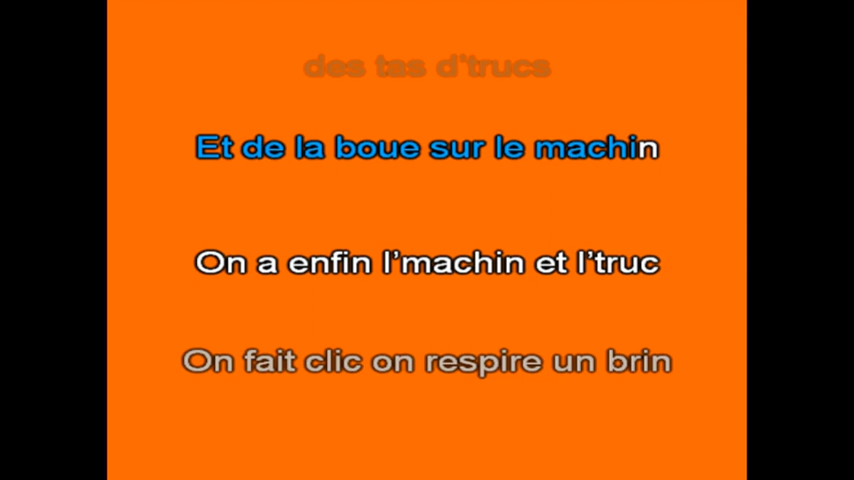 des tas d'trucs
Et de la boue sur le machin
On a enfin l’machin et l’truc
On fait clic on respire un brin